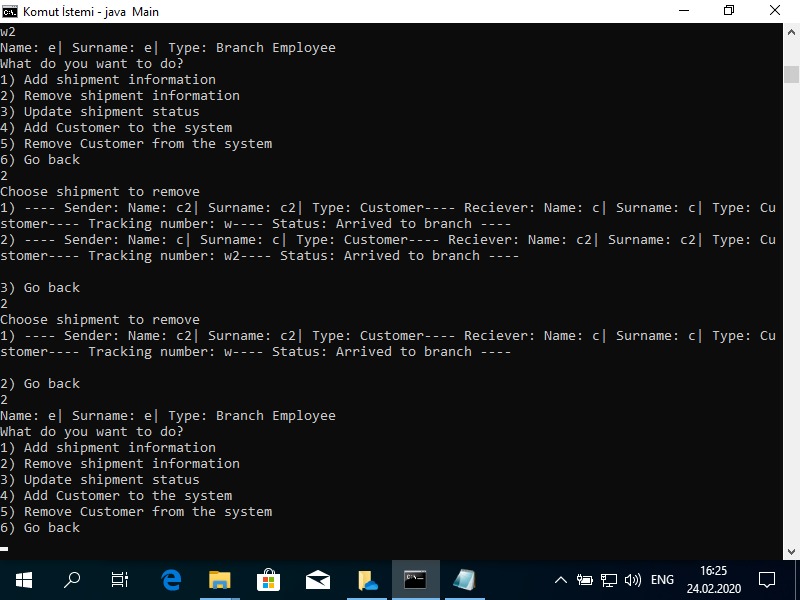 Komut İstemi - java  Main
w2
Name: e| Surname: e| Type: Branch Employee
What do you want to do?
1) Add shipment information
2) Remove shipment information
3) Update shipment status
4) Add Customer to the system
5) Remove Customer from the system
6) Go back
2
Choose shipment to remove
1) ---- Sender: Name: c2| Surname: c2| Type: Customer---- Reciever: Name: c| Surname: c| Type: Cu
stomer---- Tracking number: w---- Status: Arrived to branch ----
2) ---- Sender: Name: c| Surname: c| Type: Customer---- Reciever: Name: c2| Surname: c2| Type: Cu
stomer---- Tracking number: w2---- Status: Arrived to branch ----
3) Go back
2
Choose shipment to remove
1) ---- Sender: Name: c2| Surname: c2| Type: Customer---- Reciever: Name: c| Surname: c| Type: Cu
stomer---- Tracking number: w---- Status: Arrived to branch ----
2) Go back
2
Name: e| Surname: e| Type: Branch Employee
What do you want to do?
1) Add shipment information
2) Remove shipment information
3) Update shipment status
4) Add Customer to the system
5) Remove Customer from the system
6) Go back
ENG
16:25
24.02.2020